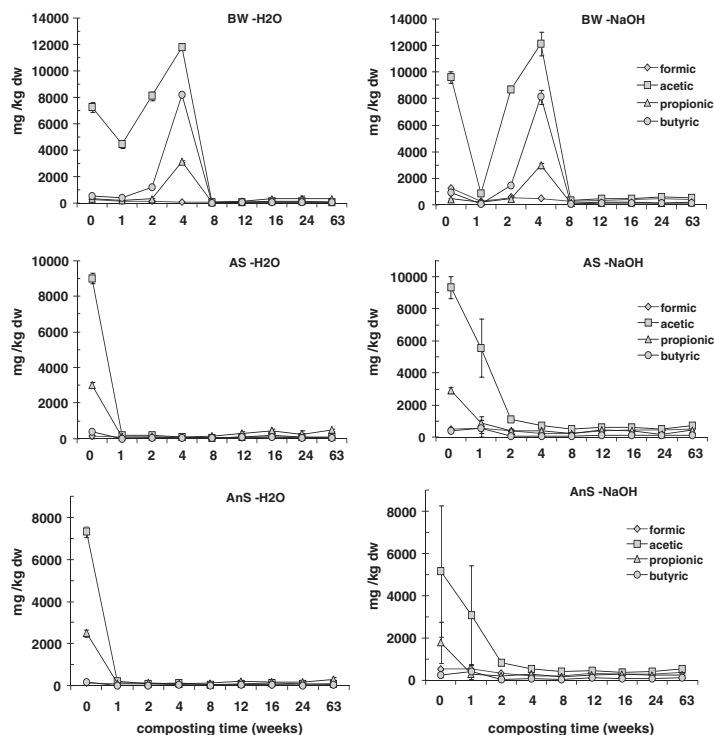 BW -H2O
mg /kg dw
14000
12000
10000
8000
6000
4000
2000
0
0 1 2 4 8 12 16 24 63
BW -NaOH
mg /kg dw
14000
12000
10000
8000
6000
4000
2000
0
0 1 2 4 8 12 16 24 63
formic
acetic
propionic
butyric
AS -H2O
mg /kg dw
10000
8000
6000
4000
2000
0
0 1 2 4 8 12 16 24 63
AS -NaOH
mg /kg dw
10000
8000
6000
4000
2000
0
0 1 2 4 8 12 16 24 63
formic
acetic
propionic
butyric
AnS -H2O
mg /kg dw
8000
6000
4000
2000
0
0 1 2 4 8 12 16 24 63
composting time (weeks)
AnS -NaOH
mg /kg dw
8000
6000
4000
2000
0
0 1 2 4 8 12 16 24 63
composting time (weeks)
formic
acetic
propionic
butyric